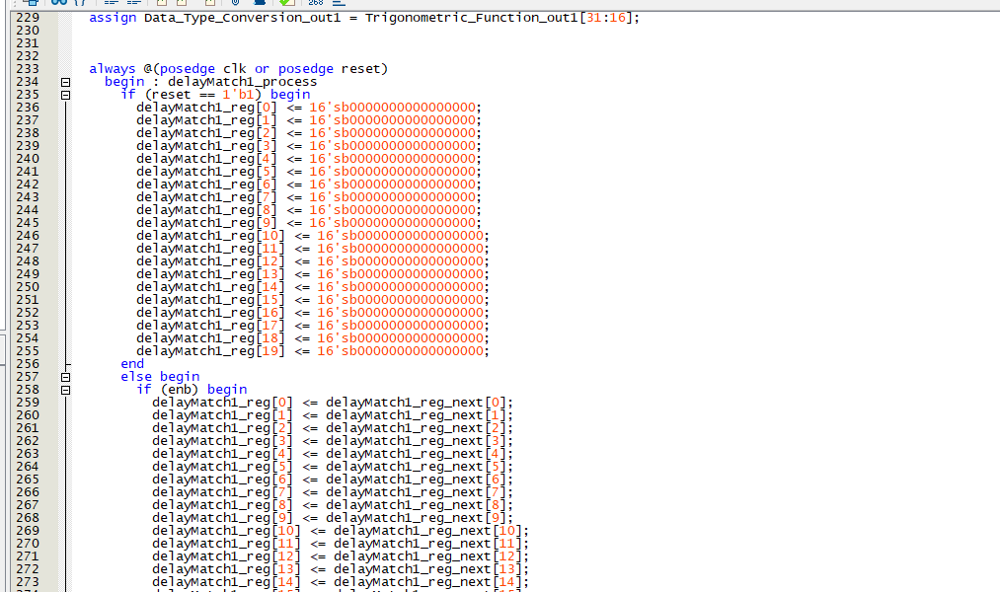 229 assign Data_Type_Conversion_out1 = Trigonometric_Function_out1[31:16];
230
231
232
233 always @(posedge clk or posedge reset)
234 begin : delayMatch1_process
235 if (reset == 1'b1) begin
236 delayMatch1_reg[0] <= 16'sb0000000000000000;
237 delayMatch1_reg[1] <= 16'sb0000000000000000;
238 delayMatch1_reg[2] <= 16'sb0000000000000000;
239 delayMatch1_reg[3] <= 16'sb0000000000000000;
240 delayMatch1_reg[4] <= 16'sb0000000000000000;
241 delayMatch1_reg[5] <= 16'sb0000000000000000;
242 delayMatch1_reg[6] <= 16'sb0000000000000000;
243 delayMatch1_reg[7] <= 16'sb0000000000000000;
244 delayMatch1_reg[8] <= 16'sb0000000000000000;
245 delayMatch1_reg[9] <= 16'sb0000000000000000;
246 delayMatch1_reg[10] <= 16'sb0000000000000000;
247 delayMatch1_reg[11] <= 16'sb0000000000000000;
248 delayMatch1_reg[12] <= 16'sb0000000000000000;
249 delayMatch1_reg[13] <= 16'sb0000000000000000;
250 delayMatch1_reg[14] <= 16'sb0000000000000000;
251 delayMatch1_reg[15] <= 16'sb0000000000000000;
252 delayMatch1_reg[16] <= 16'sb0000000000000000;
253 delayMatch1_reg[17] <= 16'sb0000000000000000;
254 delayMatch1_reg[18] <= 16'sb0000000000000000;
255 delayMatch1_reg[19] <= 16'sb0000000000000000;
256 end
257 else begin
258 if (enb) begin
259 delayMatch1_reg[0] <= delayMatch1_reg_next[0];
260 delayMatch1_reg[1] <= delayMatch1_reg_next[1];
261 delayMatch1_reg[2] <= delayMatch1_reg_next[2];
262 delayMatch1_reg[3] <= delayMatch1_reg_next[3];
263 delayMatch1_reg[4] <= delayMatch1_reg_next[4];
264 delayMatch1_reg[5] <= delayMatch1_reg_next[5];
265 delayMatch1_reg[6] <= delayMatch1_reg_next[6];
266 delayMatch1_reg[7] <= delayMatch1_reg_next[7];
267 delayMatch1_reg[8] <= delayMatch1_reg_next[8];
268 delayMatch1_reg[9] <= delayMatch1_reg_next[9];
269 delayMatch1_reg[10] <= delayMatch1_reg_next[10];
270 delayMatch1_reg[11] <= delayMatch1_reg_next[11];
271 delayMatch1_reg[12] <= delayMatch1_reg_next[12];
272 delayMatch1_reg[13] <= delayMatch1_reg_next[13];
273 delayMatch1_reg[14] <= delayMatch1_reg_next[14];